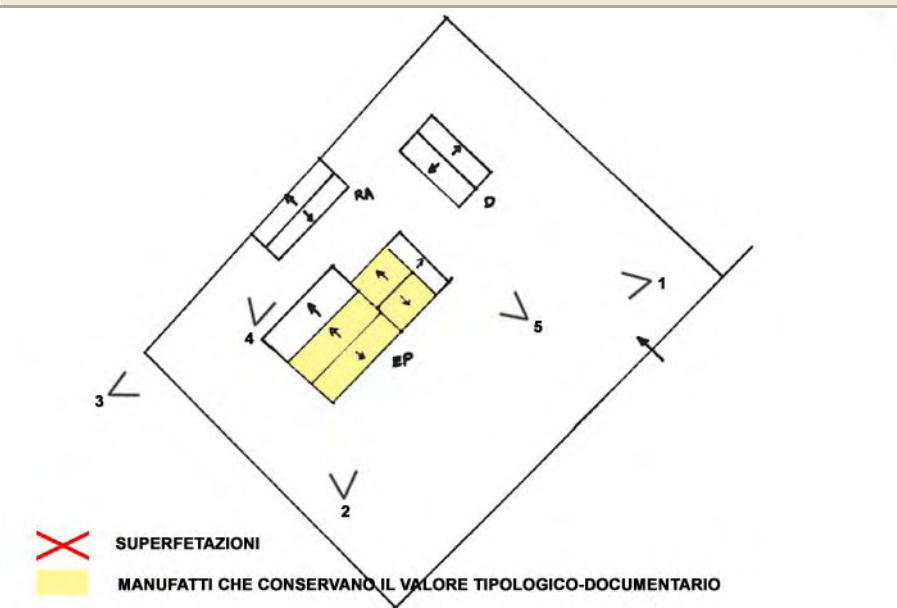 RA
D
1
5
4
EP
3
2
SUPERFETAZIONI
MANUFATTI CHE CONSERVANO IL VALORE TIPOLOGICO-DOCUMENTARIO